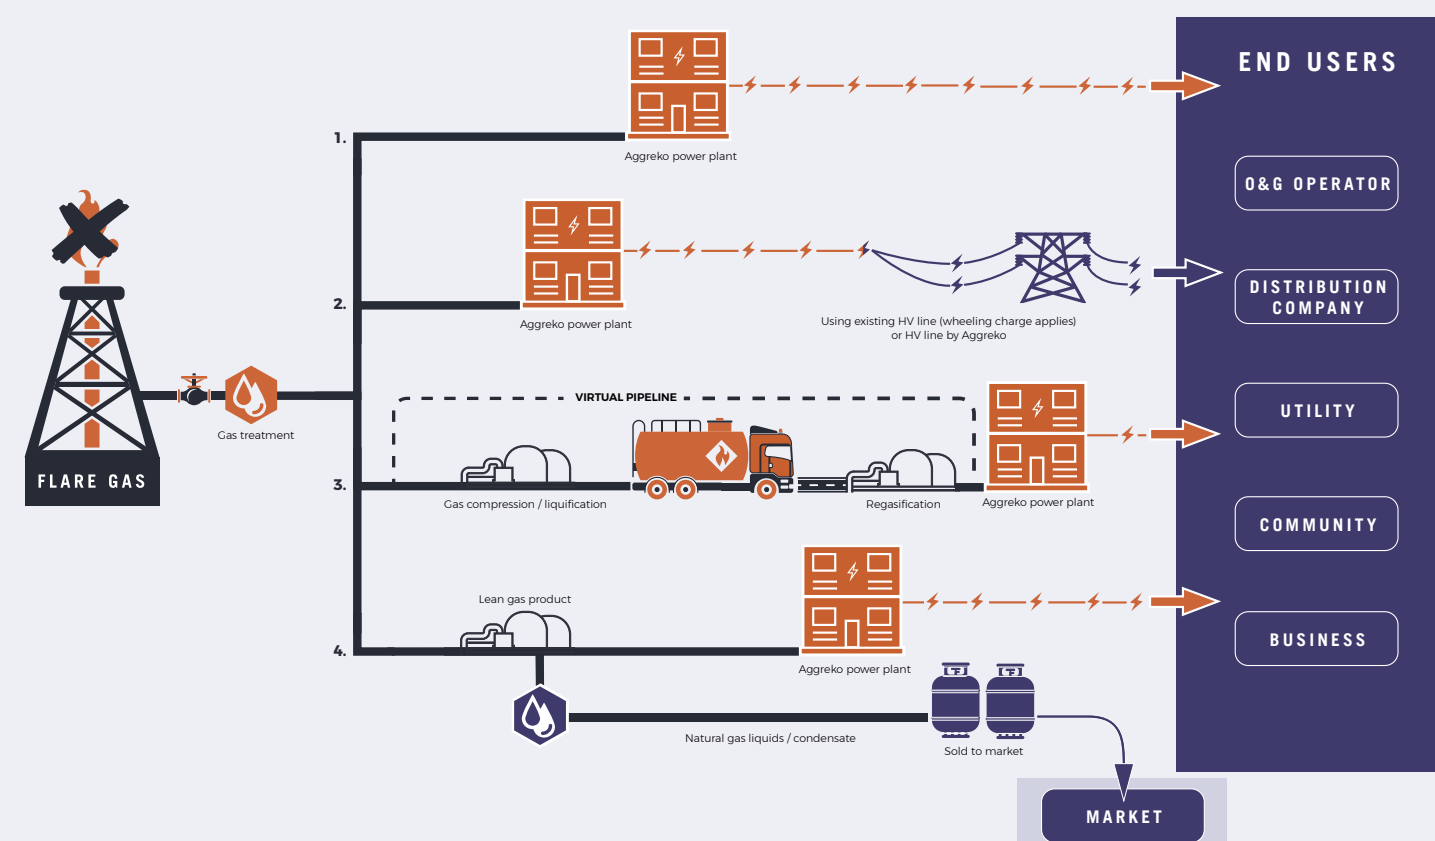 END USERS
1.
Aggreko power plant
O&G OPERATOR
2.
Aggreko power plant
Using existing HV line (wheeling charge applies)
or HV line by Aggreko
DISTRIBUTION
COMPANY
Gas treatment
FLARE GAS
VIRTUAL PIPELINE
3.
Gas compression / liquification
Regasification
Aggreko power plant
UTILITY
COMMUNITY
Lean gas product
4.
Aggreko power plant
BUSINESS
Natural gas liquids / condensate
Sold to market
MARKET